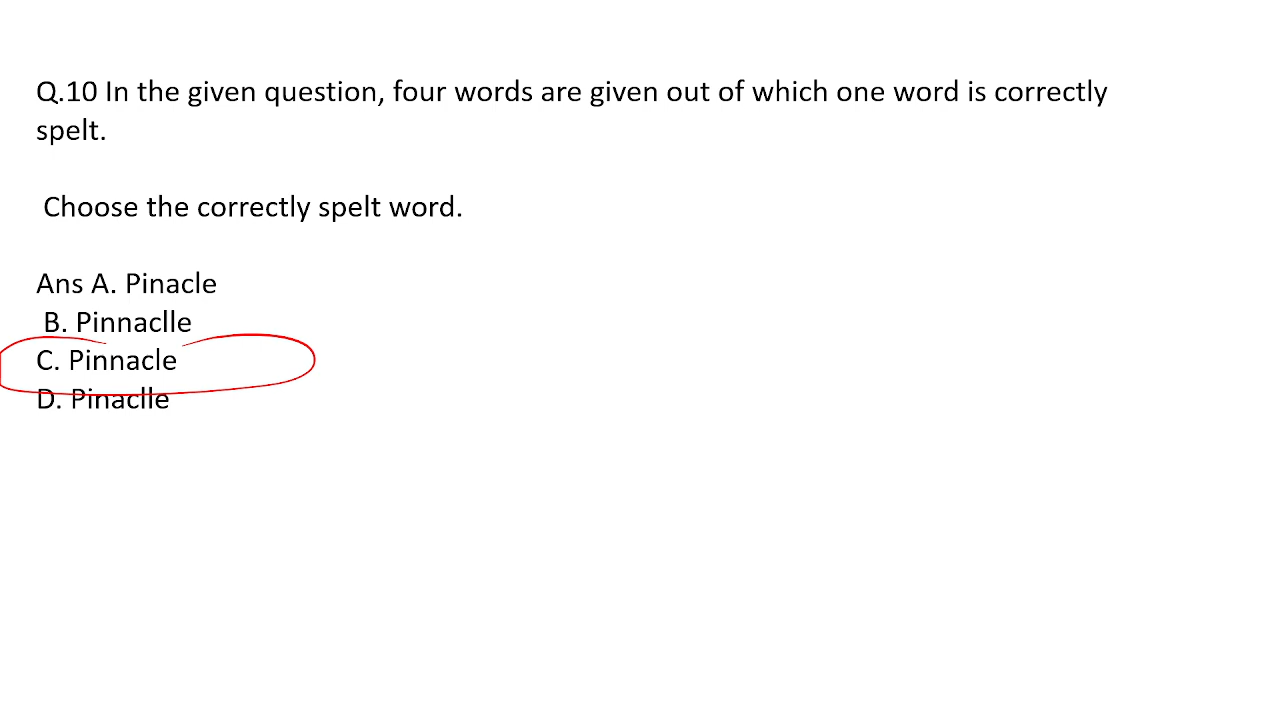 Q.10 In the given question, four words are given out of which one word is correctly
spelt.
Choose the correctly spelt word.
Ans A. Pinacle
B. Pinnaclle
C. Pinnacle
D. Pinaclle